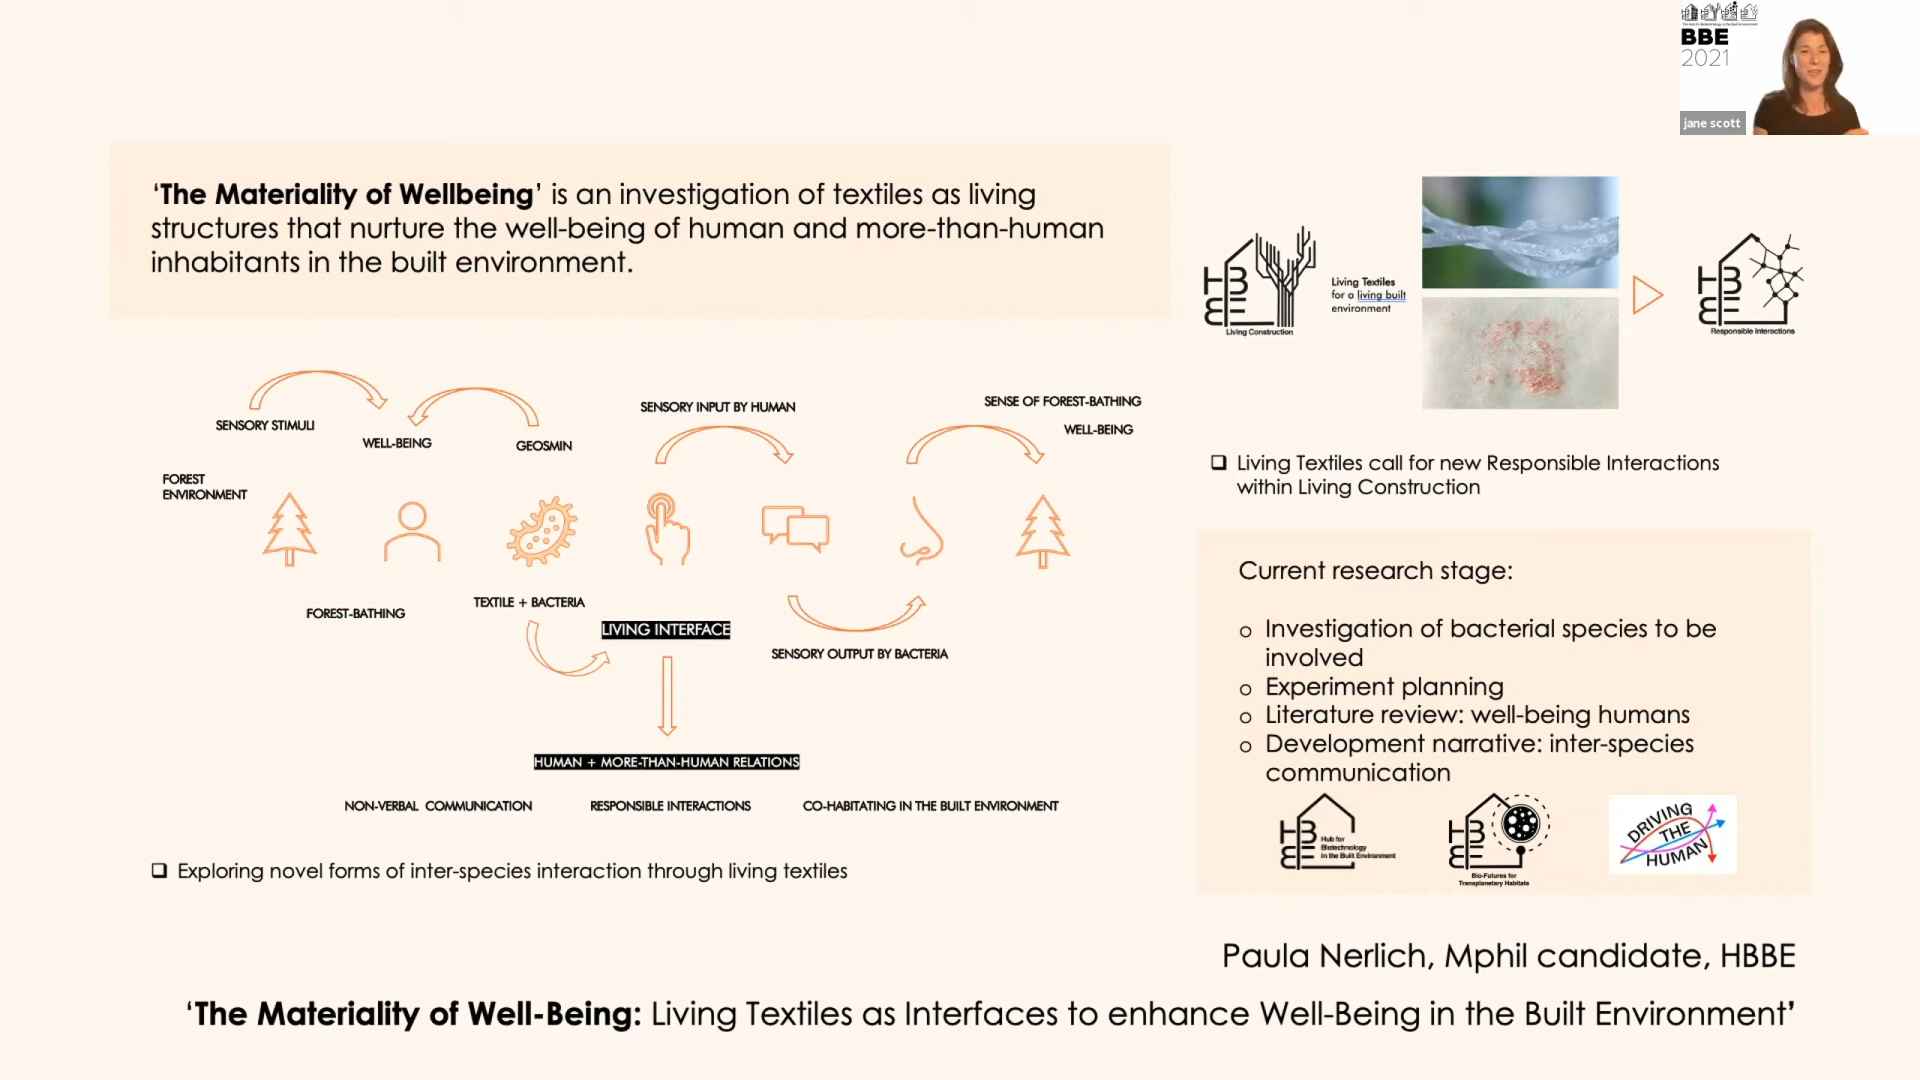 BBE
2021
jane scott
‘The Materiality of Wellbeing’ is an investigation of textiles as living
structures that nurture the well-being of human and more-than-human
inhabitants in the built environment.
HBBE
Living Construction
Living Textiles
for a living built
environment
HBBE
Responsible Interactions
SENSORY STIMULI
WELL-BEING
GEOSMIN
SENSORY INPUT BY HUMAN
SENSE OF FOREST-BATHING
WELL-BEING
FOREST
ENVIRONMENT
FOREST-BATHING
TEXTILE + BACTERIA
LIVING INTERFACE
SENSORY OUTPUT BY BACTERIA
HUMAN + MORE-THAN-HUMAN RELATIONS
NON-VERBAL COMMUNICATION
RESPONSIBLE INTERACTIONS
CO-HABITATING IN THE BUILT ENVIRONMENT
Exploring novel forms of inter-species interaction through living textiles
Living Textiles call for new Responsible Interactions
within Living Construction
Current research stage:
Investigation of bacterial species to be
involved
Experiment planning
Literature review: well-being humans
Development narrative: inter-species
communication
HBBE
Hub for
Biotechnology
in the Built Environment
HBBE
Bio-Futures for
Transplanetary Habitats
DRIVING
THE
HUMAN
Paula Nerlich, Mphil candidate, HBBE
‘The Materiality of Well-Being: Living Textiles as Interfaces to enhance Well-Being in the Built Environment’